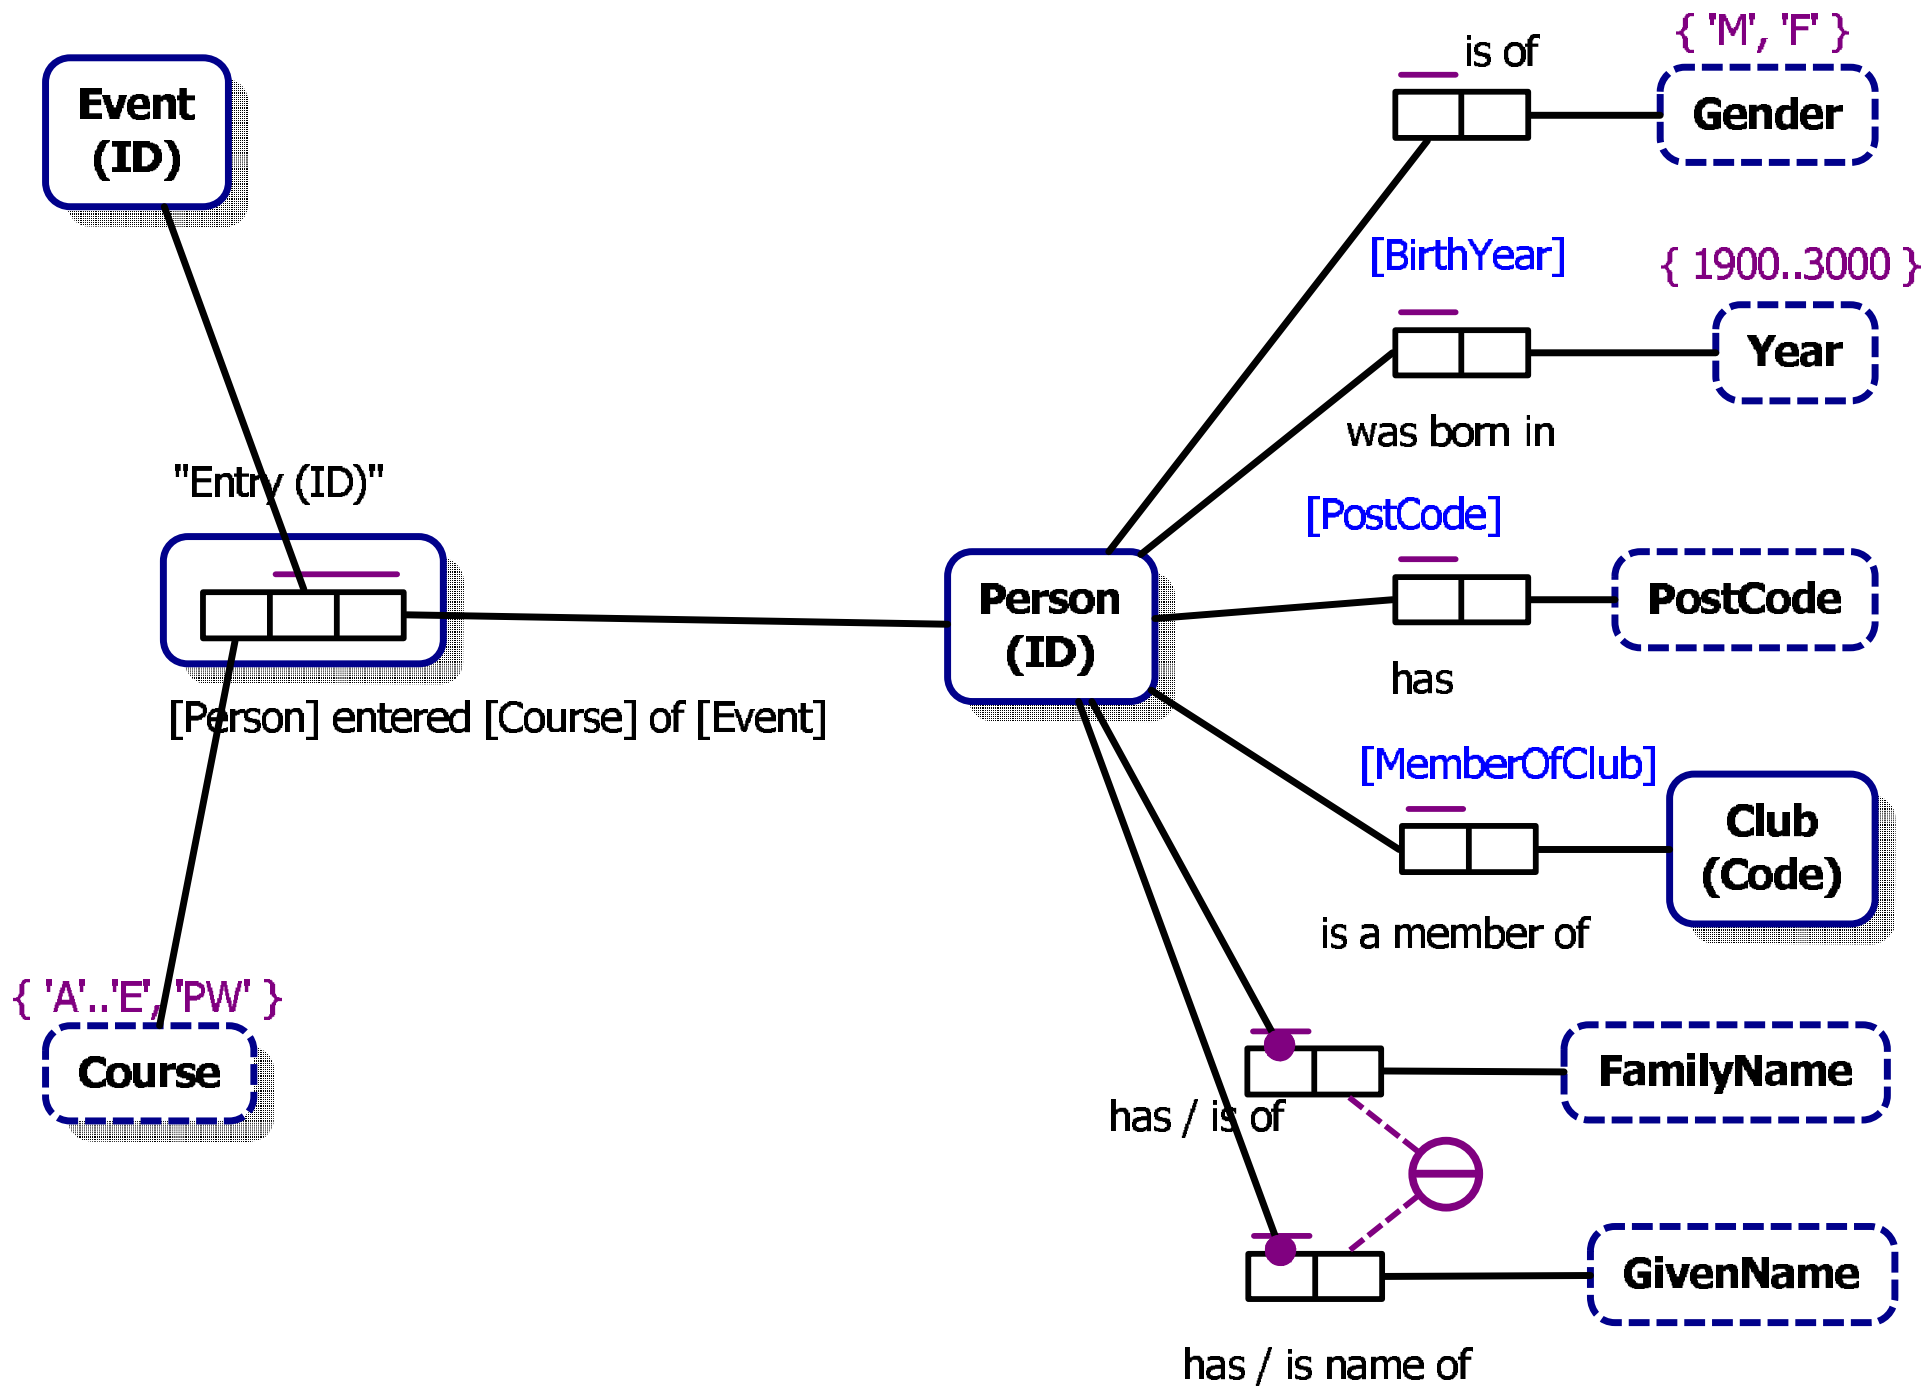 { 'M', 'F' }
is of
Event
(ID)
Gender
[BirthYear]
{ 1900..3000 }
Year
was born in
"Entry (ID)"
[PostCode]
Person
(ID)
PostCode
has
[Person] entered [Course] of [Event]
[MemberOfClub]
Club
(Code)
is a member of
{ 'A'..'E', 'PW' }
Course
FamilyName
has / is of
GivenName
has / is name of